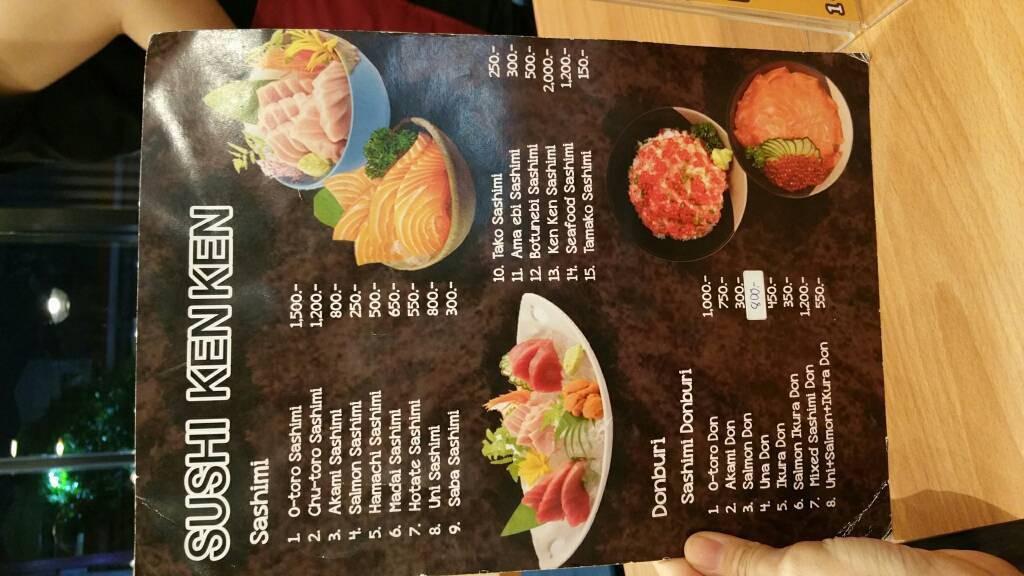 SUSHI KEN KEN
Sashimi
1. O-toro Sashimi 1,500.-
2. Chu-toro Sashimi 1,200.-
3. Akami Sashimi 800.-
4. Salmon Sashimi 250.-
5. Hamachi Sashimi 500.-
6. Madai Sashimi 650.-
7. Hotate Sashimi 550.-
8. Uni Sashimi 800.-
9. Saba Sashimi 300.-
10. Tako Sashimi 250.-
11. Ama ebi Sashimi 300.-
12. Botunebi Sashimi 500.-
13. Ken Ken Sashimi 2,000.-
14. Seafood Sashimi 1,200.-
15. Tamako Sashimi 150.-
Donburi
Sashimi Donburi
1. O-toro Don 1,000.-
2. Akami Don 750.-
3. Salmon Don 300.-
4. Una Don
5. Ikura Don 450.-
6. Salmon Ikura Don 350.-
7. Mixed Sashimi Don 1,200.-
8. Uni+Salmon+Ikura Don 550.-
1